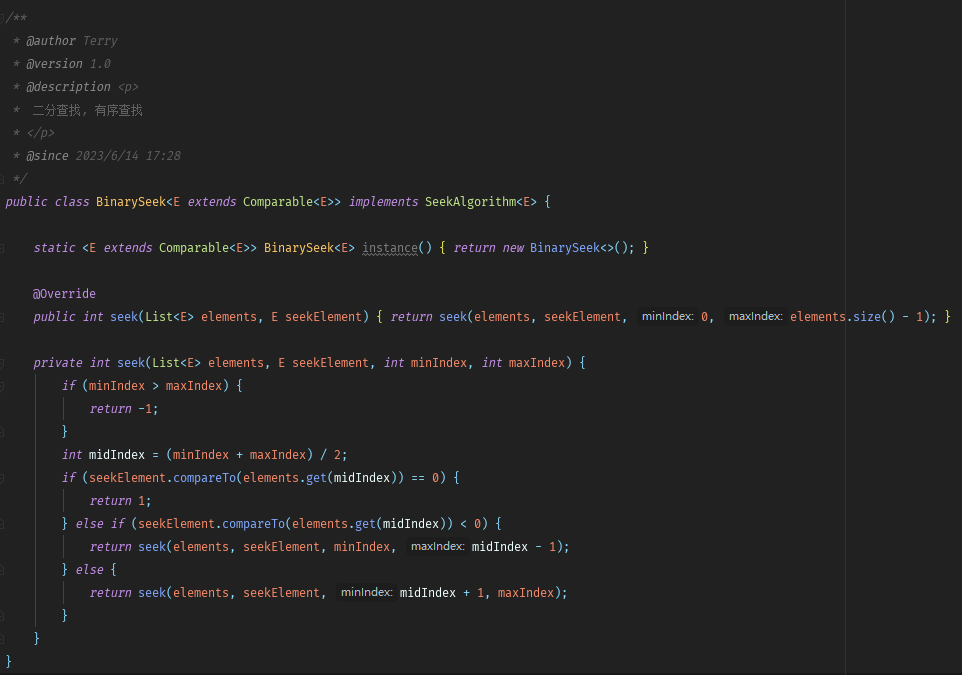 /**
 * @author Terry
 * @version 1.0
 * @description <p>
 *  二分查找, 有序查找
 * </p>
 * @since 2023/6/14 17:28
 */
public class BinarySeek<E extends Comparable<E>> implements SeekAlgorithm<E> {
    static <E extends Comparable<E>> BinarySeek<E> instance() { return new BinarySeek<>(); }
    @Override
    public int seek(List<E> elements, E seekElement) { return seek(elements, seekElement, minIndex: 0, maxIndex: elements.size() - 1); }
    private int seek(List<E> elements, E seekElement, int minIndex, int maxIndex) {
        if (minIndex > maxIndex) {
            return -1;
        }
        int midIndex = (minIndex + maxIndex) / 2;
        if (seekElement.compareTo(elements.get(midIndex)) == 0) {
            return 1;
        } else if (seekElement.compareTo(elements.get(midIndex)) < 0) {
            return seek(elements, seekElement, minIndex, maxIndex: midIndex - 1);
        } else {
            return seek(elements, seekElement, minIndex: midIndex + 1, maxIndex);
        }
    }
}